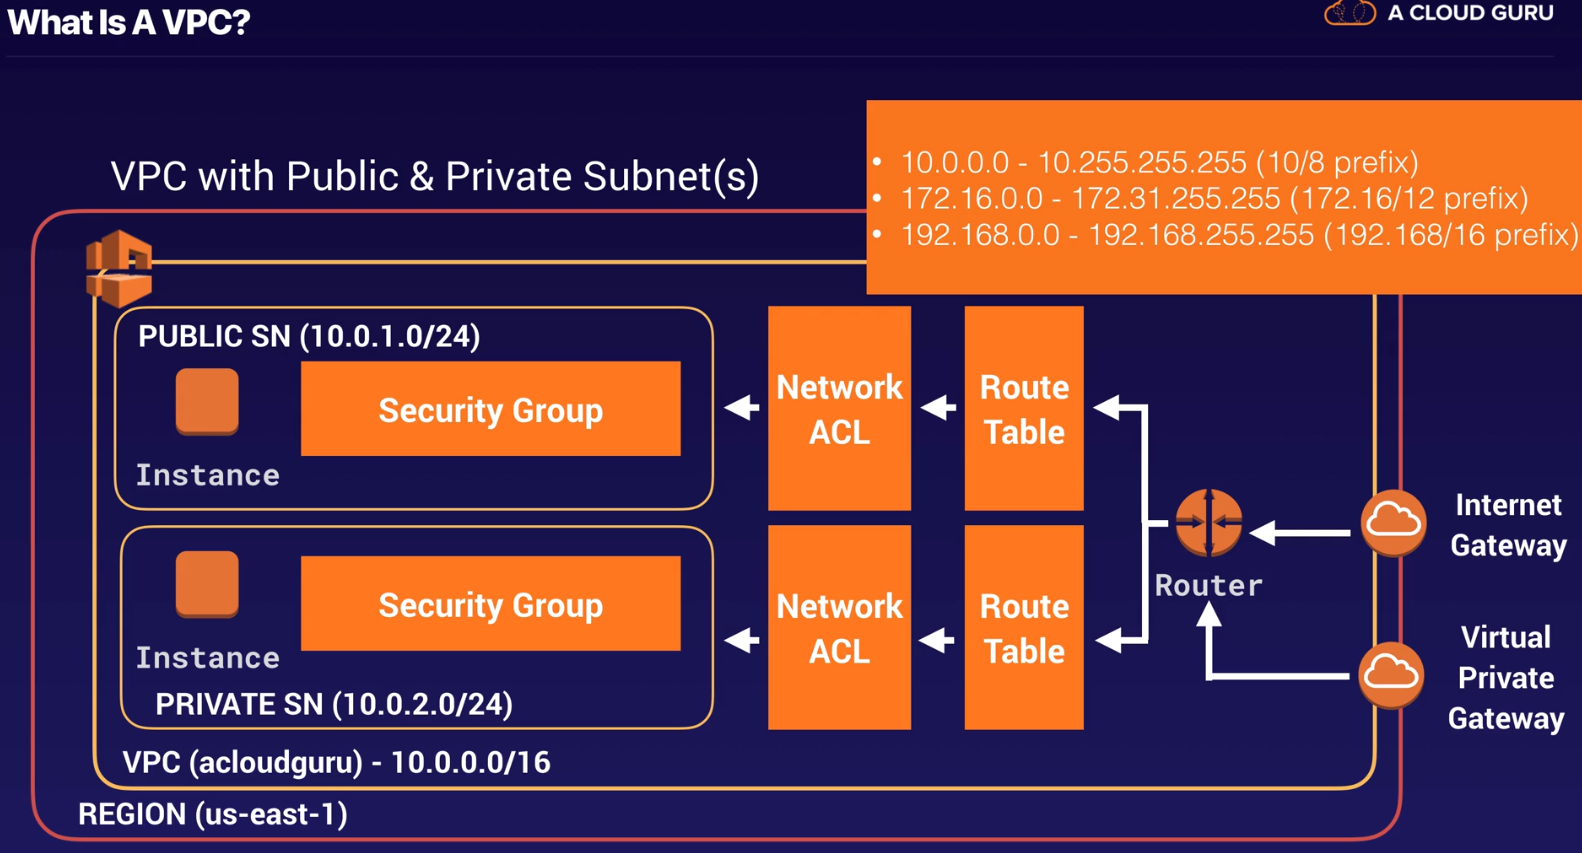 What Is A VPC?
A CLOUD GURU
VPC with Public & Private Subnet(s)
• 10.0.0.0 - 10.255.255.255 (10/8 prefix)
• 172.16.0.0 - 172.31.255.255 (172.16/12 prefix)
• 192.168.0.0 - 192.168.255.255 (192.168/16 prefix)
PUBLIC SN (10.0.1.0/24)
Security Group
Instance
Network
ACL
Route
Table
Router
Internet
Gateway
Security Group
Instance
PRIVATE SN (10.0.2.0/24)
Network
ACL
Route
Table
Virtual
Private
Gateway
VPC (acloudguru) - 10.0.0.0/16
REGION (us-east-1)